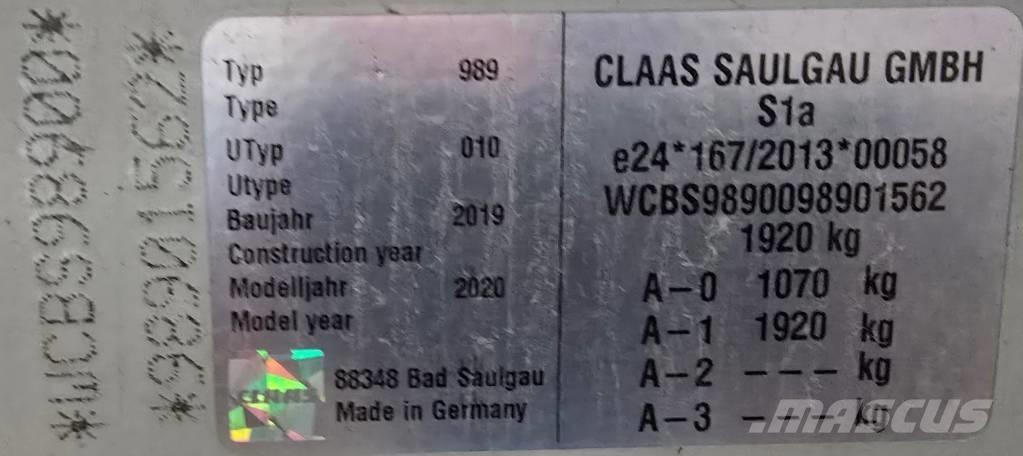 *WCBS98900*
*98901562*
Typ 989
Type
UTyp 010
Utype
Baujahr 2019
Construction year
Modelljahr 2020
Model year
CLAAS
88348 Bad Saulgau
Made in Germany
CLAAS SAULGAU GMBH
S1a
e24*167/2013*00058
WCBS9890098901562
1920 kg
A-0 1070 kg
A-1 1920 kg
A-2 --- kg
A-3 --- kg
MASCUS